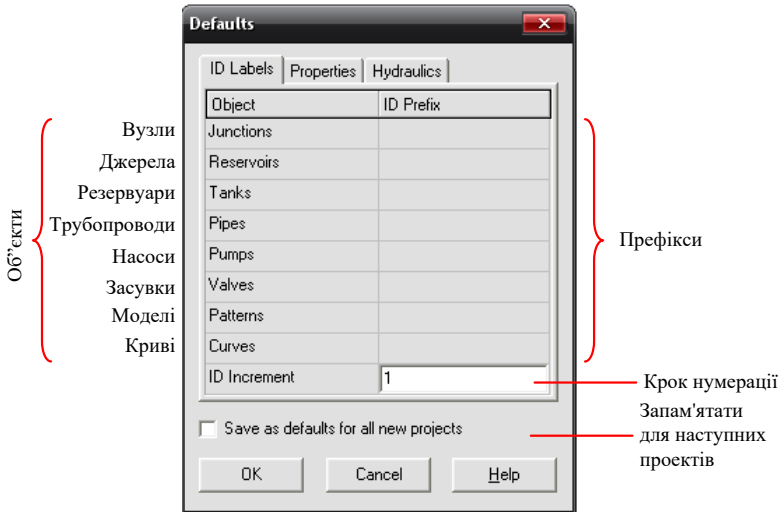 Defaults
ID Labels Properties Hydraulics
Object ID Prefix
Вузли Junctions
Джерела Reservoirs
Резервуари Tanks
Трубопроводи Pipes
Насоси Pumps
Засувки Valves
Моделі Patterns
Криві Curves
Об”єкти
Префікси
ID Increment 1 Крок нумерації
Save as defaults for all new projects
Запам'ятати
для наступних
проектів
OK Cancel Help